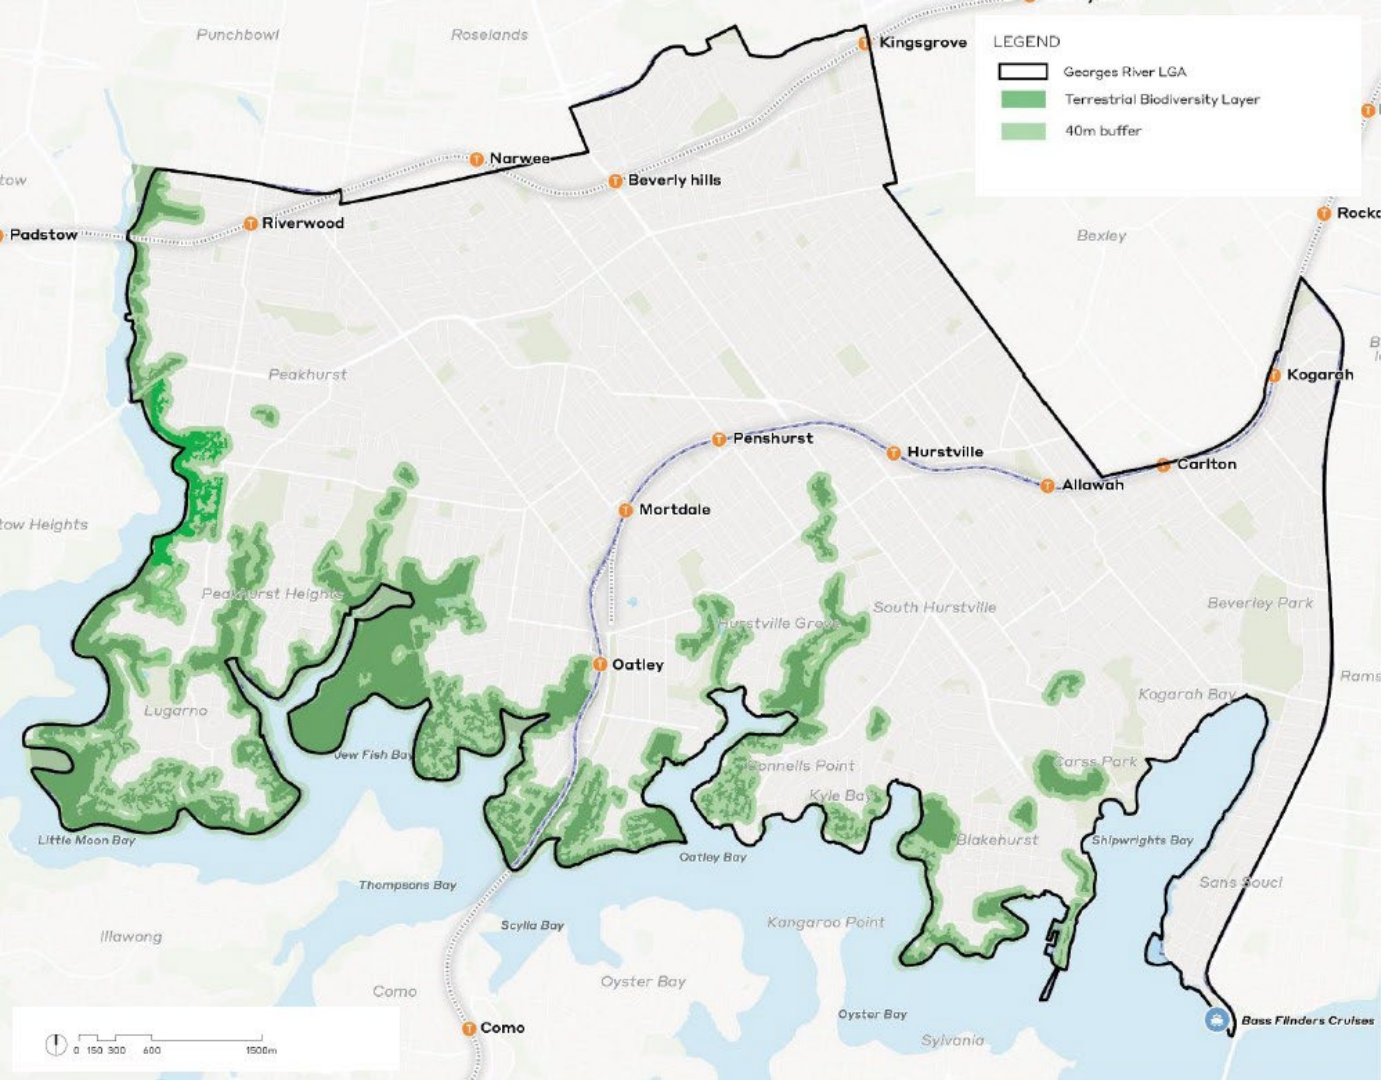 Punchbowl
Roselands
Kingsgrove
LEGEND
Georges River LGA
Terrestrial Biodiversity Layer
40m buffer
Narwee
Beverly hills
Riverwood
Padstow
Rocka
Bexley
Peakhurst
Kogarah
Penshurst
Hurstville
Carlton
Allawah
Mortdale
tow Heights
Peakhurst Heights
Hurstville Grove
South Hurstville
Beverley Park
Oatley
Rams
Lugarno
Kogarah Bay
Jew Fish Bay
Connells Point
Carss Park
Kyle Bay
Little Moon Bay
Blakehurst
Shipwrights Bay
Oatley Bay
Thompsons Bay
Sans Souci
Scylla Bay
Kangaroo Point
Illawong
Oyster Bay
Como
Oyster Bay
Bass Flinders Cruises
Como
Sylvania
0 150 300 600 1500m